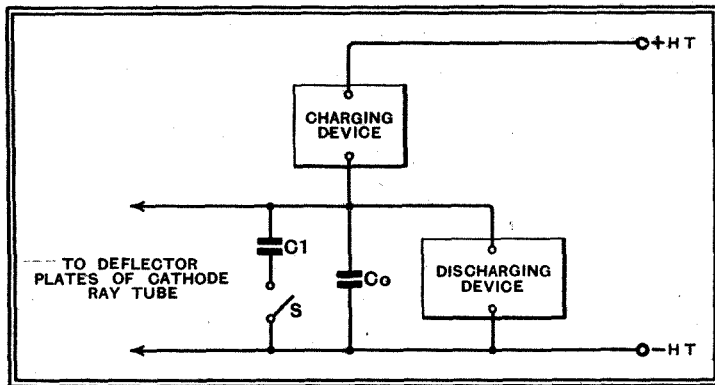 +HT
CHARGING
DEVICE
C1
TO DEFLECTOR
PLATES OF CATHODE
RAY TUBE
S
Co
DISCHARGING
DEVICE
-HT